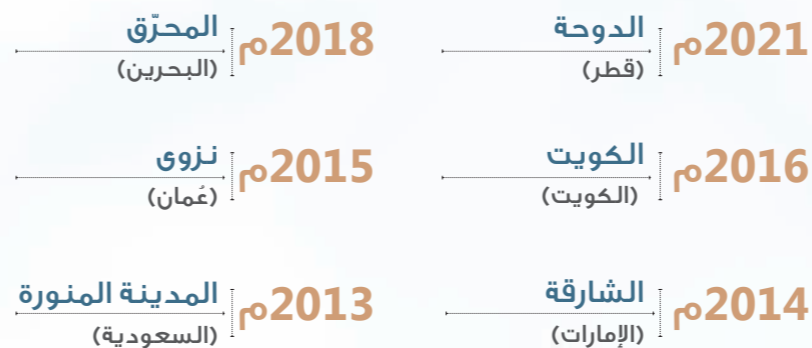 2021م
الدوحة
(قطر)
2018م
المحرّق
(البحرين)
2016م
الكويت
(الكويت)
2015م
نزوى
(عُمان)
2014م
الشارقة
(الإمارات)
2013م
المدينة المنورة
(السعودية)